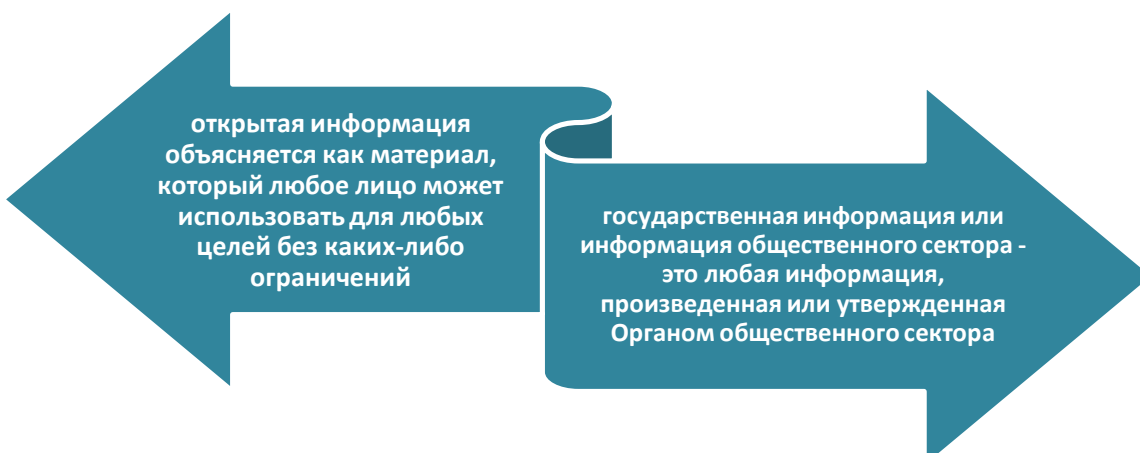 открытая информация
объясняется как материал,
который любое лицо может
использовать для любых
целей без каких-либо
ограничений
государственная информация или
информация общественного сектора -
это любая информация,
произведенная или утвержденная
Органом общественного сектора